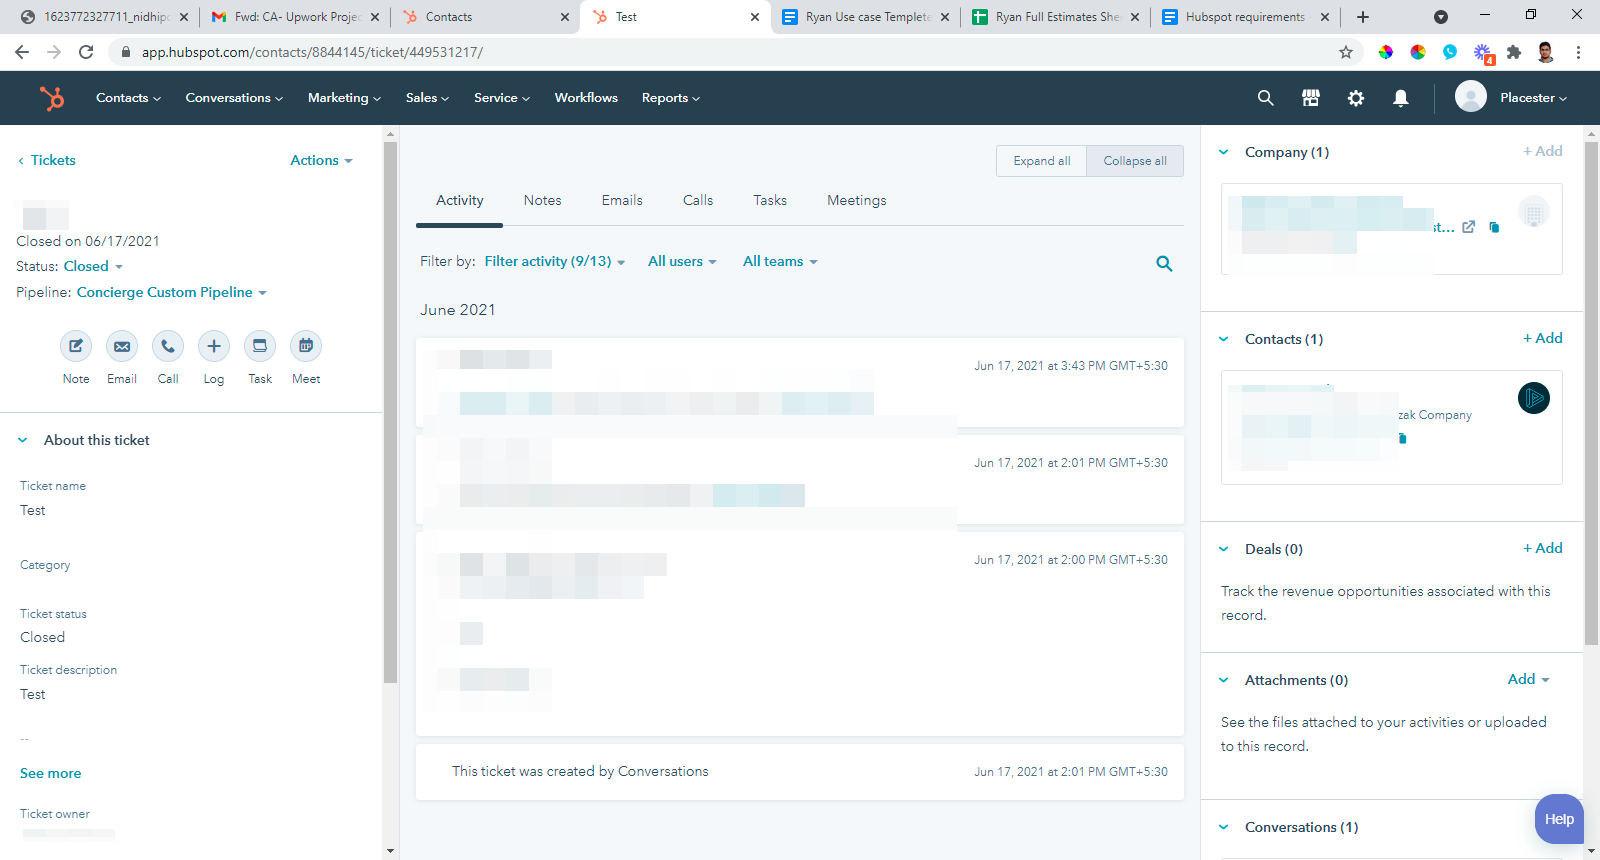 1623772327711_nidhipc
Fwd: CA- Upwork Projec
Contacts
Test
Ryan Use case Templete
Ryan Full Estimates She
Hubspot requirements
app.hubspot.com/contacts/8844145/ticket/449531217/
4
Contacts
Conversations
Marketing
Sales
Service
Workflows
Reports
Placester
Tickets
Actions
Closed on 06/17/2021
Status: Closed
Pipeline: Concierge Custom Pipeline
Note
Email
Call
Log
Task
Meet
About this ticket
Ticket name
Test
Category
Ticket status
Closed
Ticket description
Test
--
See more
Ticket owner
Expand all
Collapse all
Activity
Notes
Emails
Calls
Tasks
Meetings
Filter by: Filter activity (9/13)
All users
All teams
June 2021
Jun 17, 2021 at 3:43 PM GMT+5:30
Jun 17, 2021 at 2:01 PM GMT+5:30
Jun 17, 2021 at 2:00 PM GMT+5:30
This ticket was created by Conversations
Jun 17, 2021 at 2:01 PM GMT+5:30
Company (1)
+ Add
st...
Contacts (1)
+ Add
zak Company
Deals (0)
+ Add
Track the revenue opportunities associated with this
record.
Attachments (0)
Add
See the files attached to your activities or uploaded
to this record.
Conversations (1)
Help